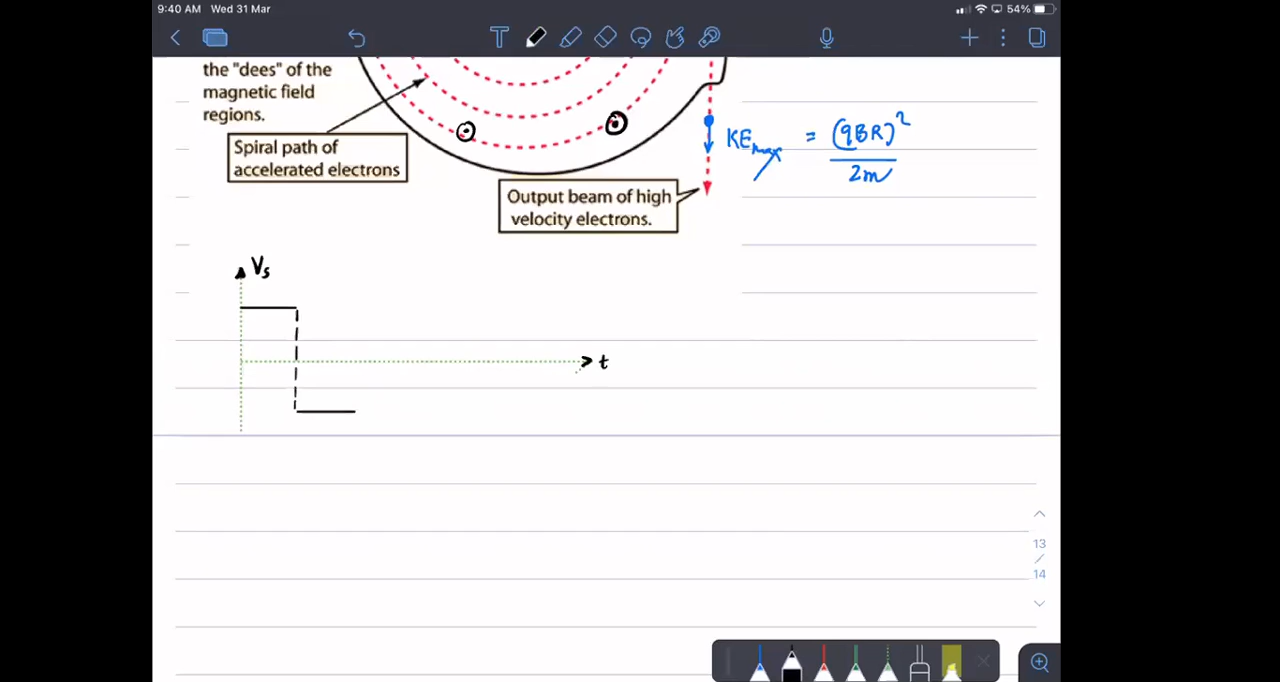 9:40 AM Wed 31 Mar
54%
the "dees" of the
magnetic field
regions.
Spiral path of
accelerated electrons
Output beam of high
velocity electrons.
KEmax = (qBR)²
2m
Vs
t
13
/
14